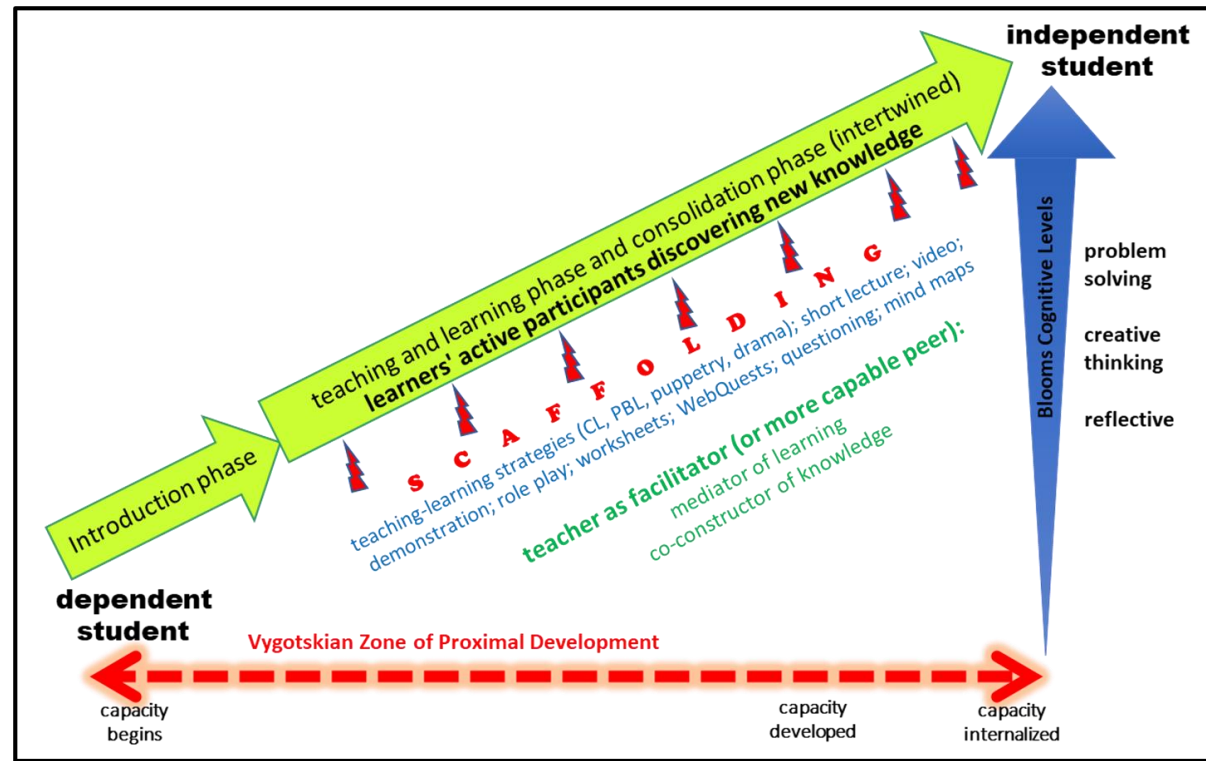 independent
student
teaching and learning phase and consolidation phase (intertwined)
learners' active participants discovering new knowledge
Introduction phase
S C A F F O L D I N G
teaching-learning strategies (CL, PBL, puppetry, drama); short lecture; video;
demonstration; role play; worksheets; WebQuests; questioning; mind maps
teacher as facilitator (or more capable peer):
mediator of learning
co-constructor of knowledge
Blooms Cognitive Levels
problem
solving
creative
thinking
reflective
dependent
student
Vygotskian Zone of Proximal Development
capacity
begins
capacity
developed
capacity
internalized